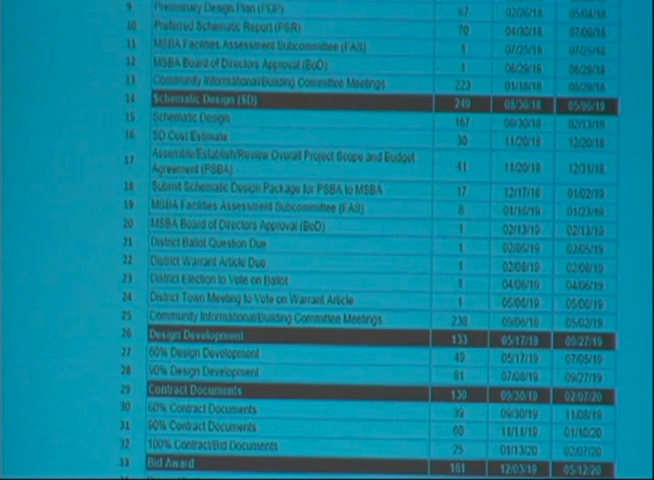 9 Preliminary Design Plan (PDP) 67 02/26/18 05/04/18
10 Preferred Schematic Report (PSR) 70 04/30/18 07/09/18
11 MSBA Facilities Assessment Subcommittee (FAS) 1 07/25/18 07/25/18
12 MSBA Board of Directors Approval (BoD) 1 08/29/18 08/29/18
13 Community Informational/Building Committee Meetings 223 01/18/18 08/29/18
14 Schematic Design (SD) 249 08/30/18 05/06/19
15 Schematic Design 167 08/30/18 02/13/19
16 SD Cost Estimate 30 11/20/18 12/20/18
17 Assemble/Establish/Review Overall Project Scope and Budget
Agreement (PSBA) 41 11/20/18 12/31/18
18 Submit Schematic Design Package for PSBA to MSBA 17 12/17/18 01/02/19
19 MSBA Facilities Assessment Subcommittee (FAS) 8 01/16/19 01/23/19
20 MSBA Board of Directors Approval (BoD) 1 02/13/19 02/13/19
21 District Ballot Question Due 1 02/05/19 02/05/19
22 District Warrant Article Due 1 02/08/19 02/08/19
23 District Election to Vote on Ballot 1 04/06/19 04/06/19
24 District Town Meeting to Vote on Warrant Article 1 05/06/19 05/06/19
25 Community Informational/Building Committee Meetings 238 09/06/18 05/02/19
26 Design Development 133 05/17/19 09/27/19
27 60% Design Development 49 05/17/19 07/05/19
28 90% Design Development 81 07/08/19 09/27/19
29 Contract Documents 130 09/30/19 02/07/20
30 60% Contract Documents 39 09/30/19 11/08/19
31 90% Contract Documents 60 11/11/19 01/10/20
32 100% Contract/Bid Documents 25 01/13/20 02/07/20
33 Bid Award 161 12/03/19 05/12/20